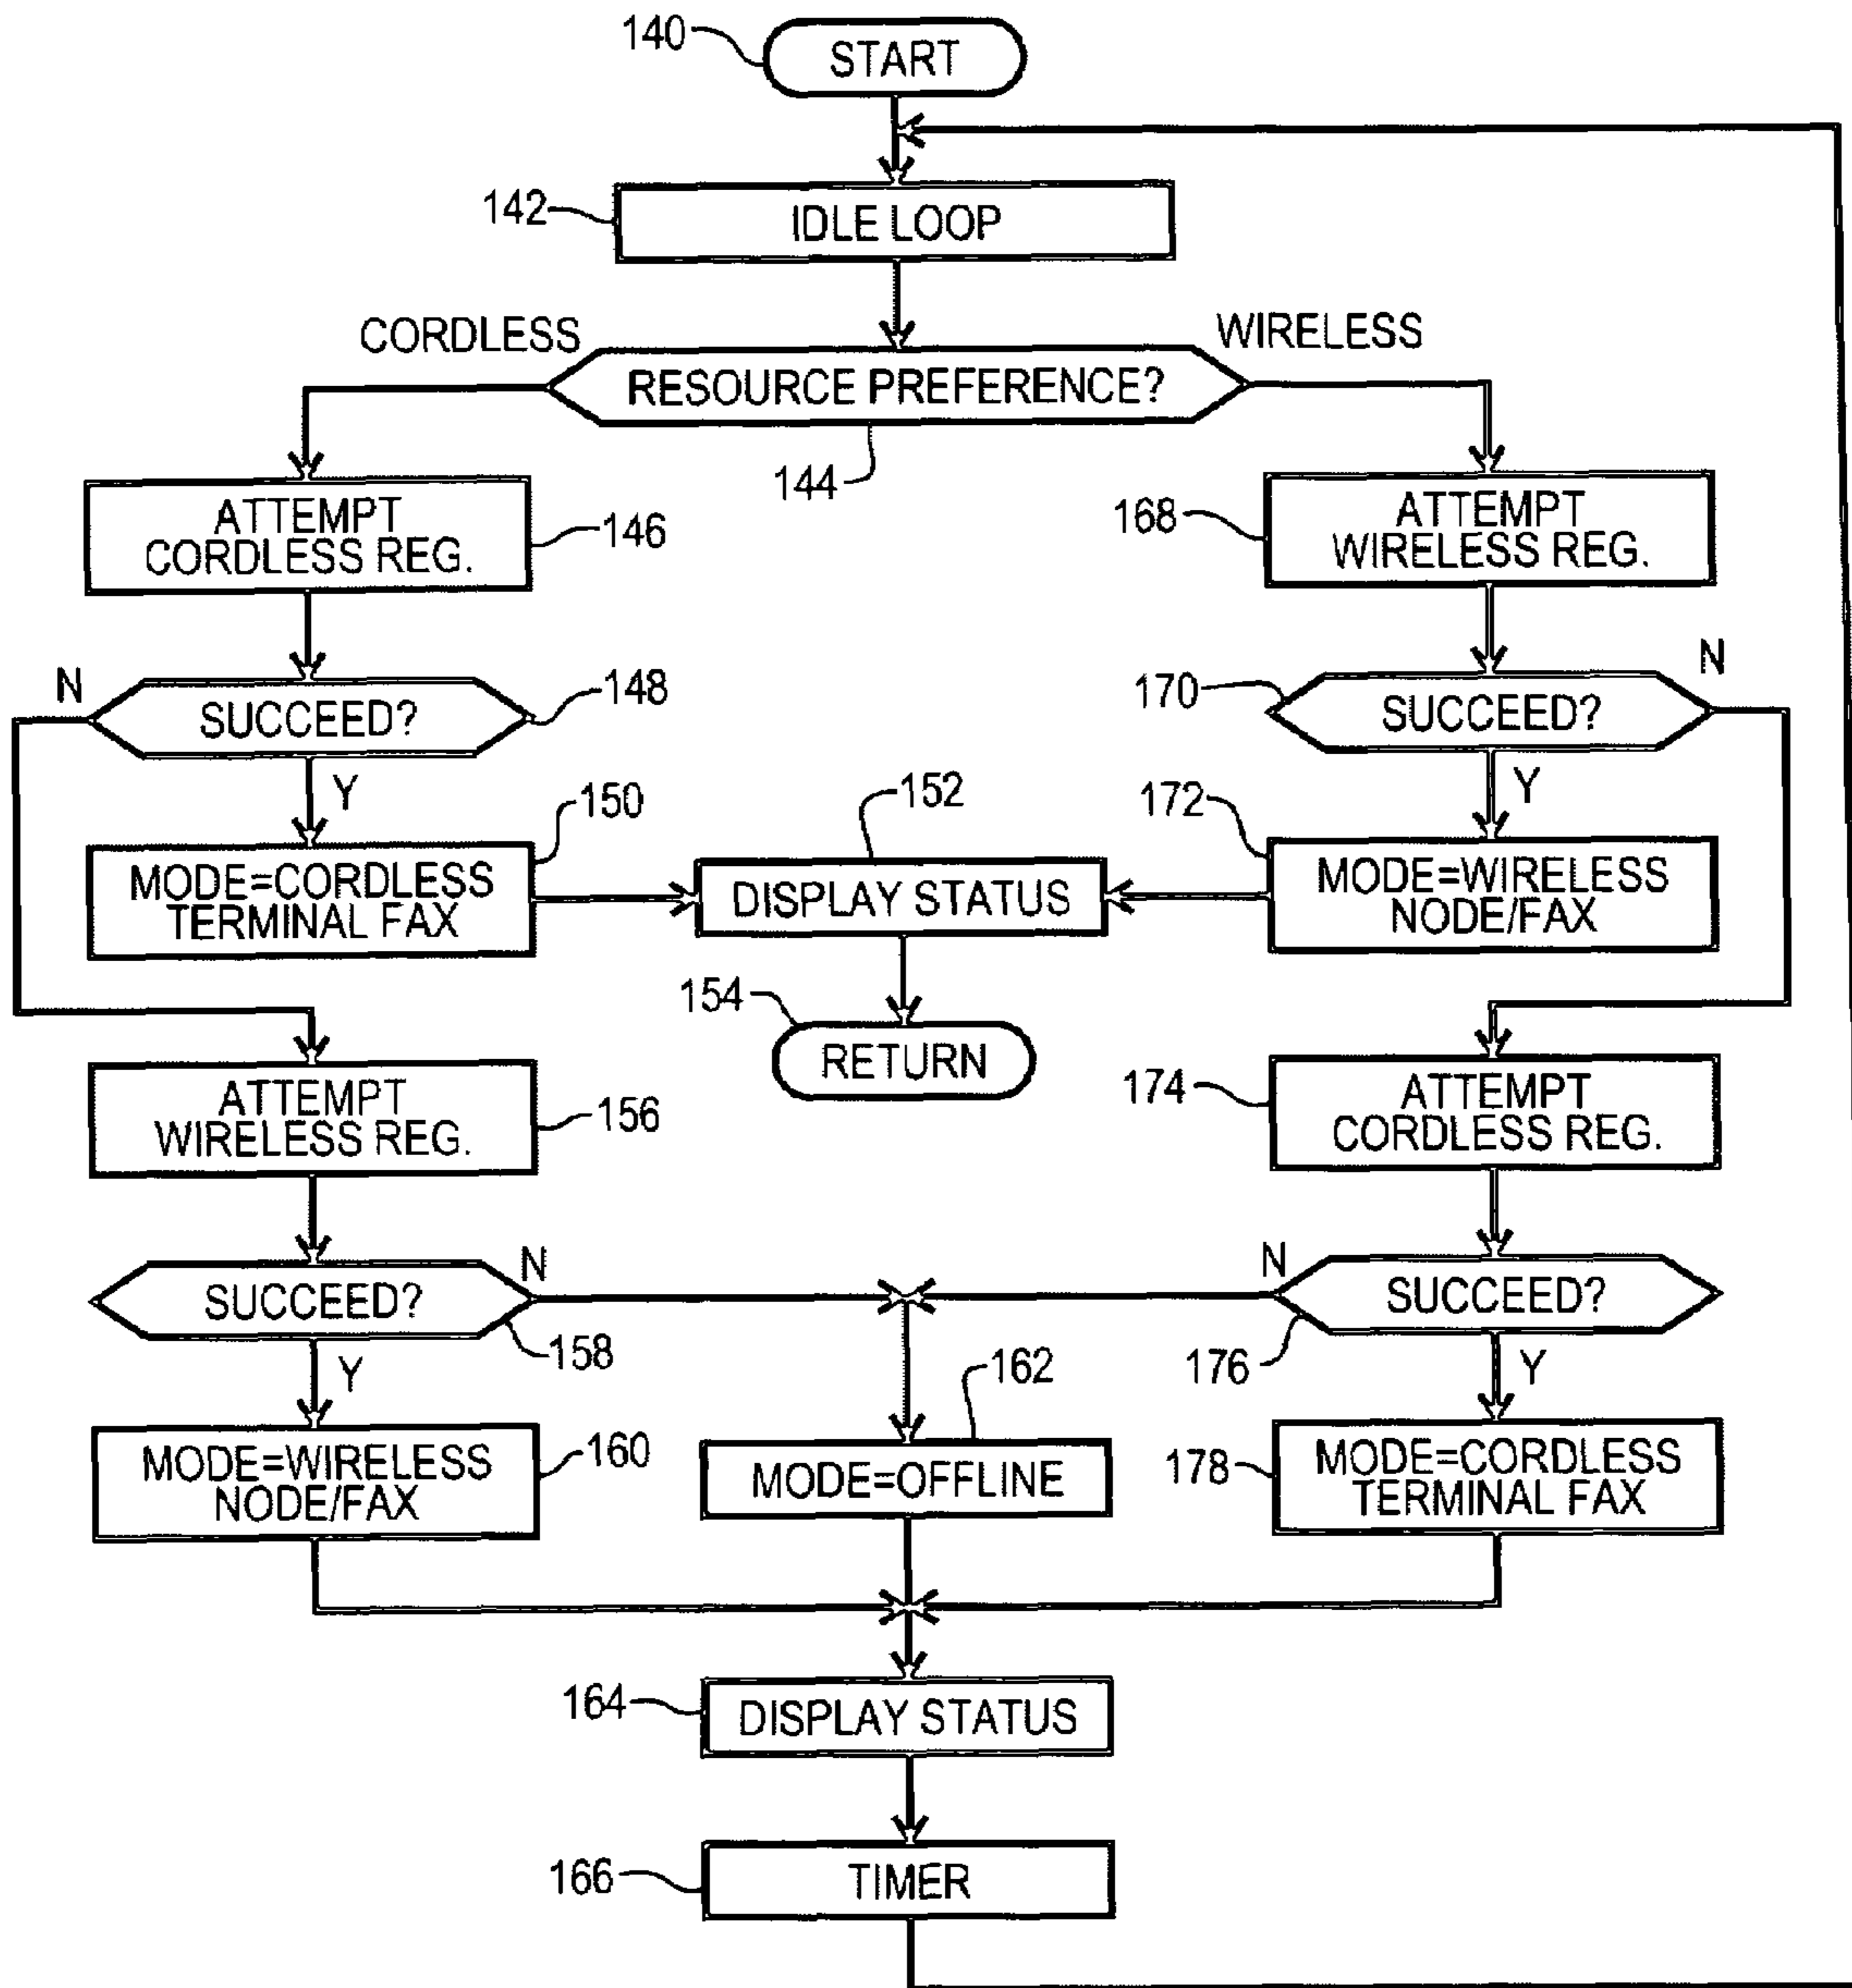 140
START
142
IDLE LOOP
CORDLESS
WIRELESS
RESOURCE PREFERENCE?
144
ATTEMPT
CORDLESS REG.
146
168
ATTEMPT
WIRELESS REG.
N
SUCCEED?
148
170
SUCCEED?
N
Y
150
152
172
Y
MODE=CORDLESS
TERMINAL FAX
DISPLAY STATUS
MODE=WIRELESS
NODE/FAX
154
RETURN
ATTEMPT
WIRELESS REG.
156
174
ATTEMPT
CORDLESS REG.
SUCCEED?
N
158
N
SUCCEED?
176
Y
162
Y
MODE=WIRELESS
NODE/FAX
160
MODE=OFFLINE
178
MODE=CORDLESS
TERMINAL FAX
164
DISPLAY STATUS
166
TIMER